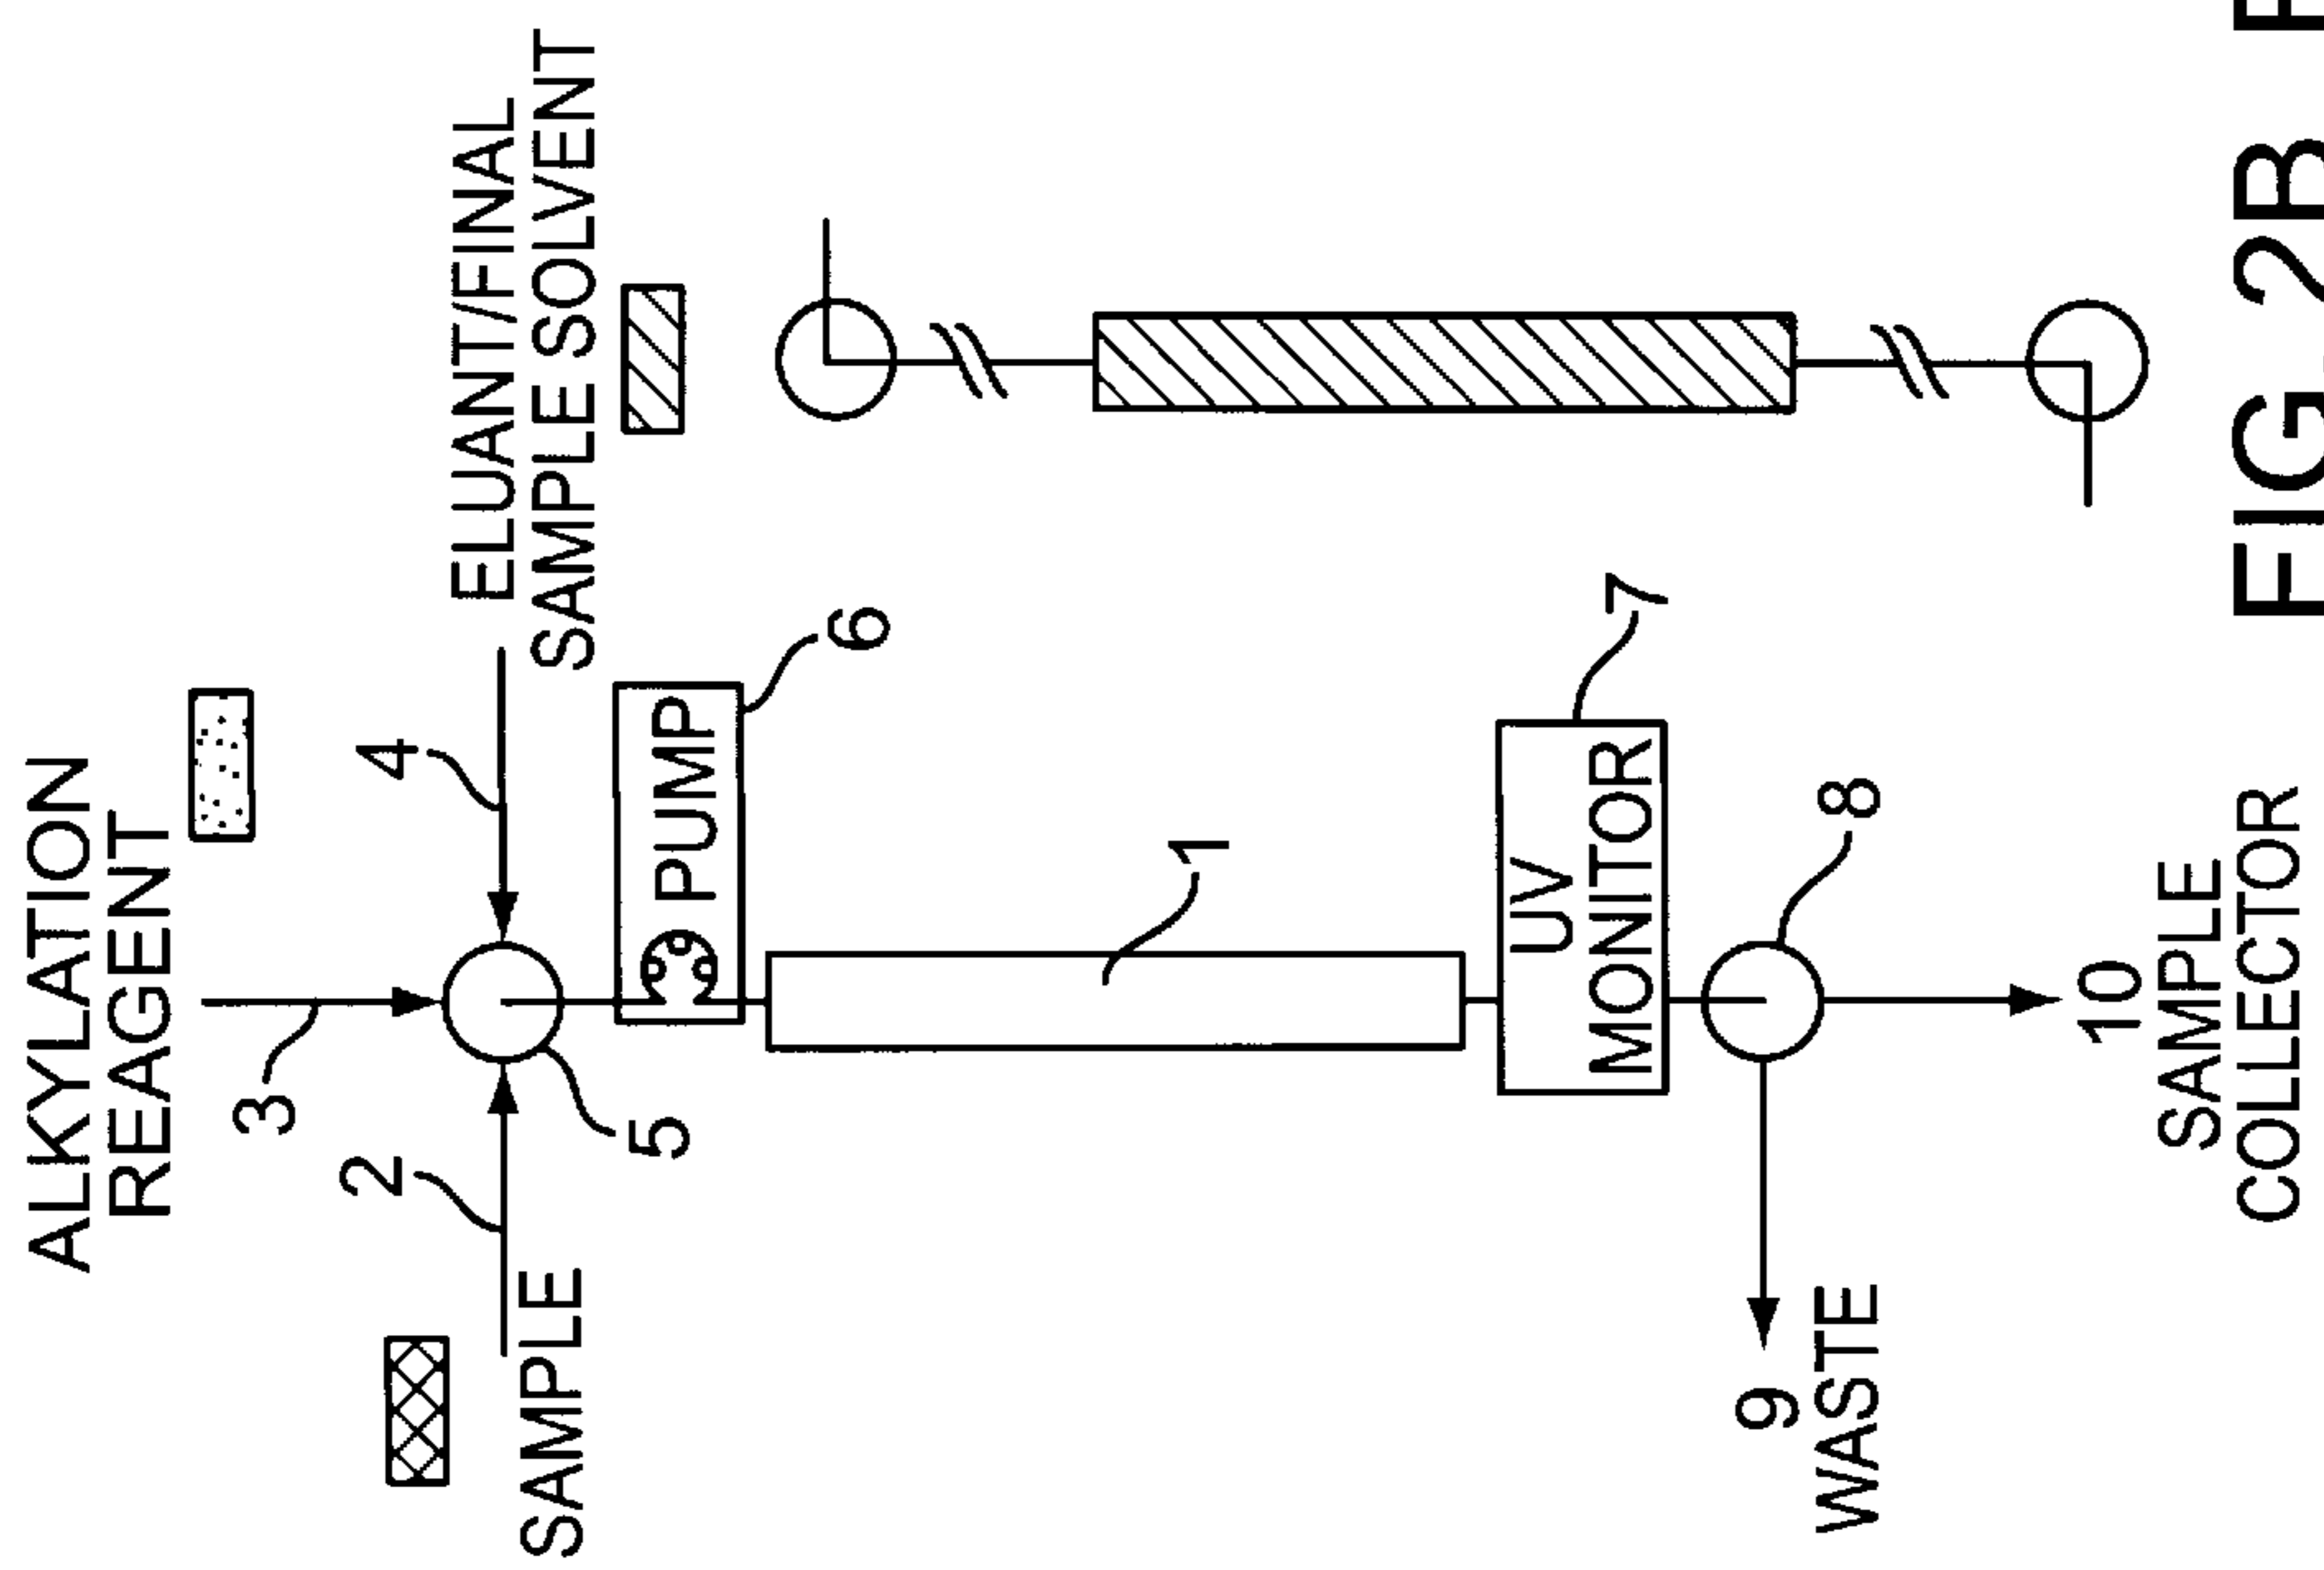 ALKYLATION
REAGENT
3
2
SAMPLE
4
ELUANT/FINAL
SAMPLE SOLVENT
5
PUMP
6
1
UV
MONITOR
7
8
9
WASTE
10
SAMPLE
COLLECTOR
FIG. 2B